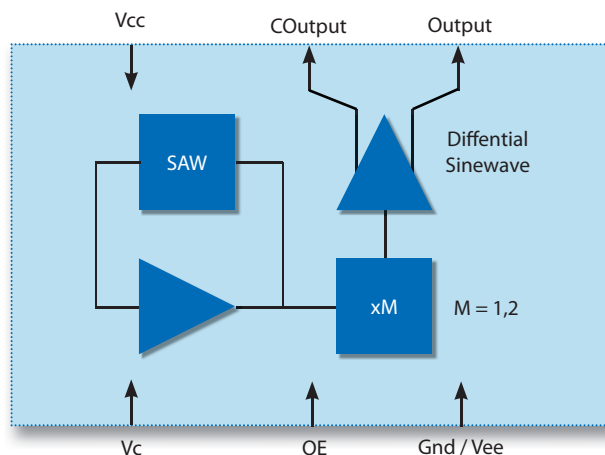 Vcc
COutput
Output
SAW
Diffential
Sinewave
xM
M = 1,2
Vc
OE
Gnd / Vee